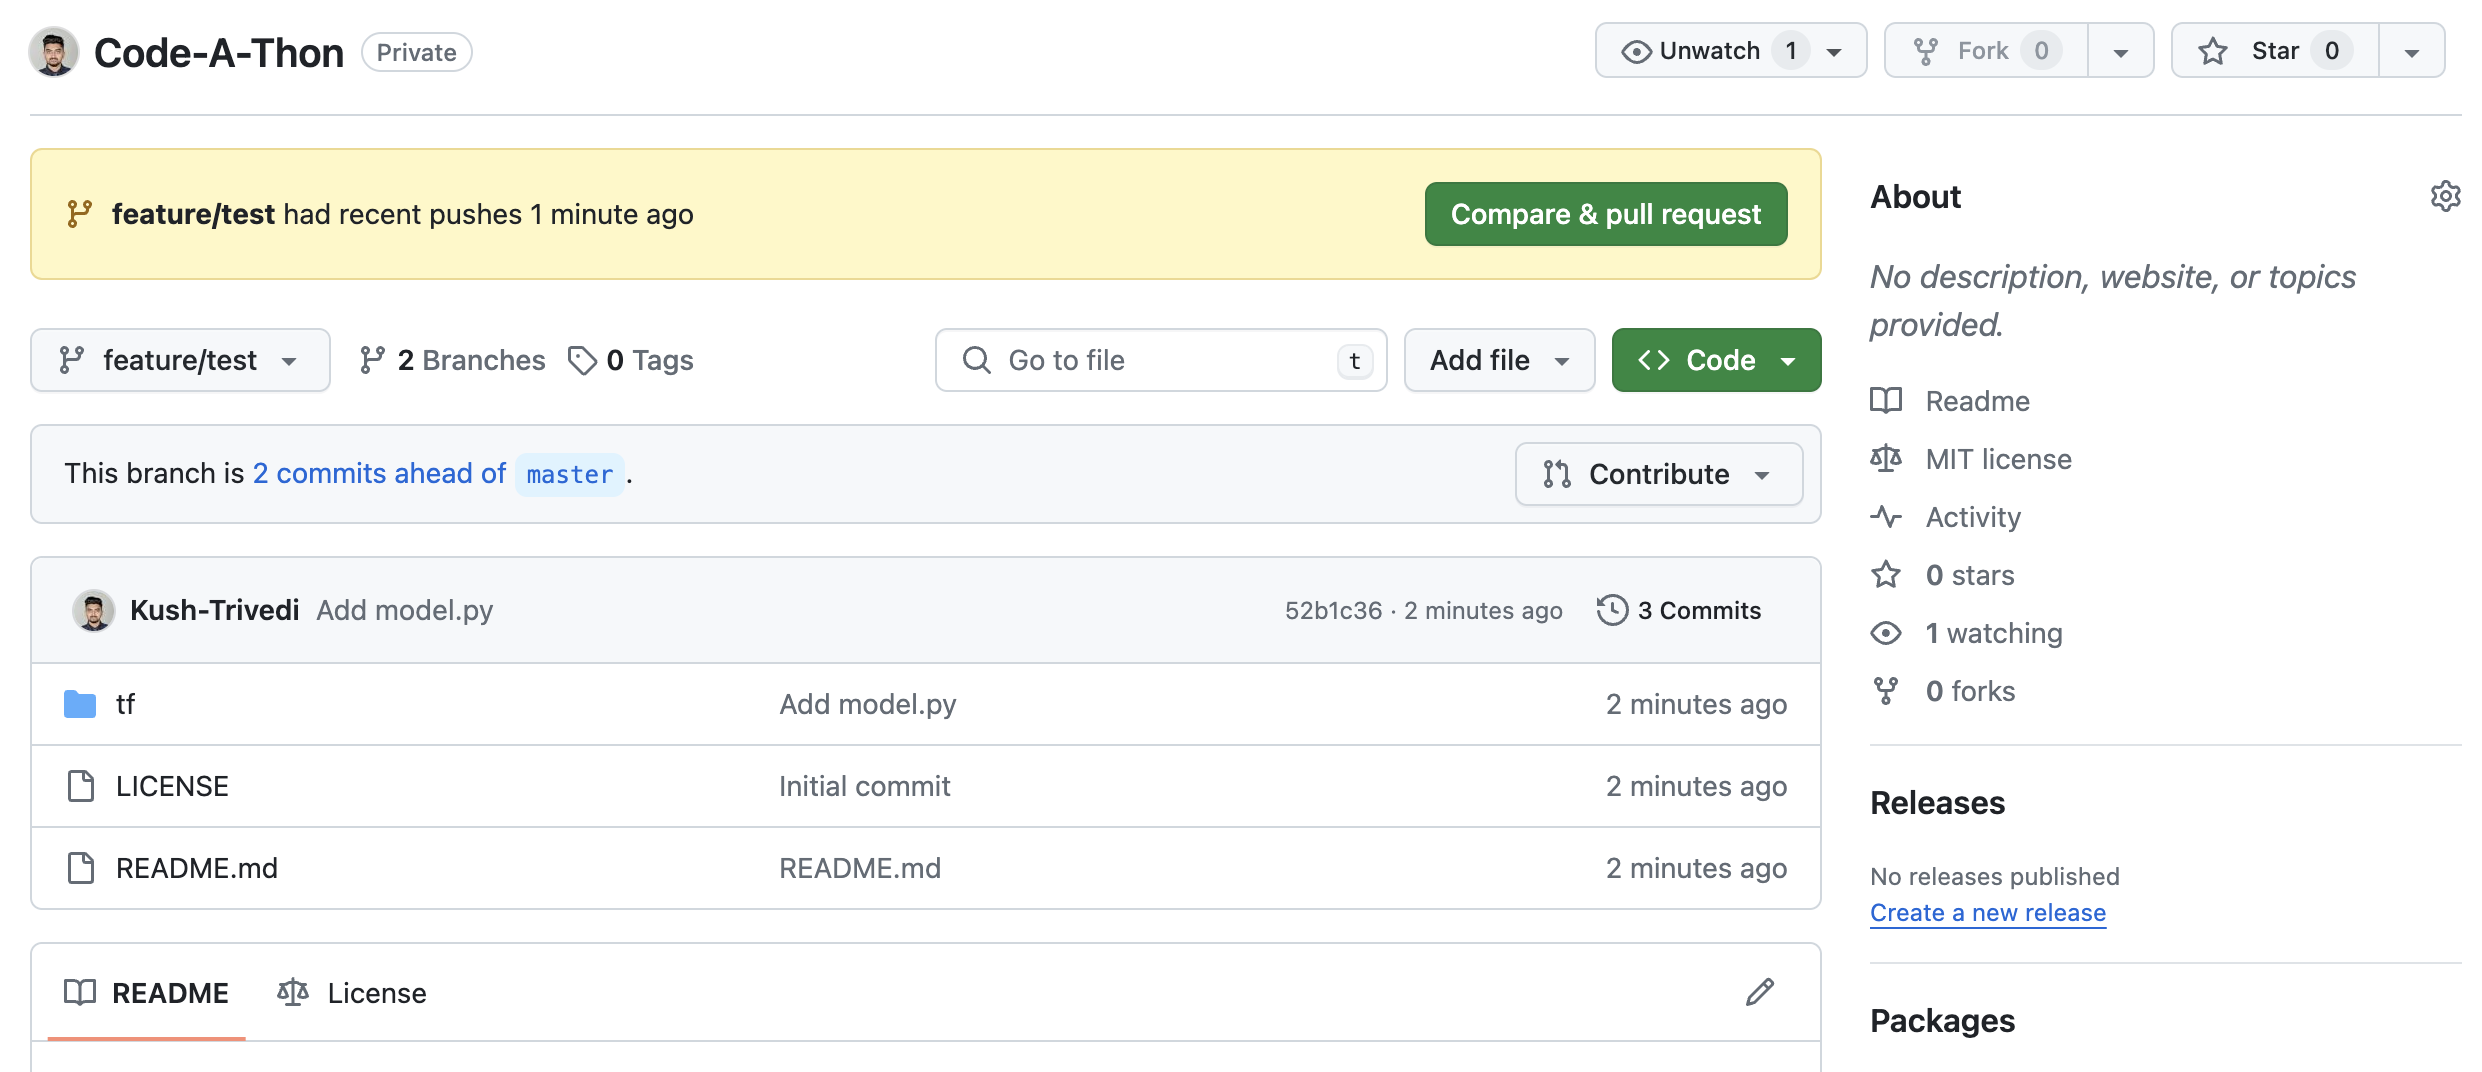 Code-A-Thon Private Unwatch 1 Fork 0 Star 0
feature/test had recent pushes 1 minute ago Compare & pull request
feature/test 2 Branches 0 Tags Go to file t Add file Code
This branch is 2 commits ahead of master. Contribute
Kush-Trivedi Add model.py 52b1c36 · 2 minutes ago 3 Commits
tf Add model.py 2 minutes ago
LICENSE Initial commit 2 minutes ago
README.md README.md 2 minutes ago
README License
About
No description, website, or topics
provided.
Readme
MIT license
Activity
0 stars
1 watching
0 forks
Releases
No releases published
Create a new release
Packages